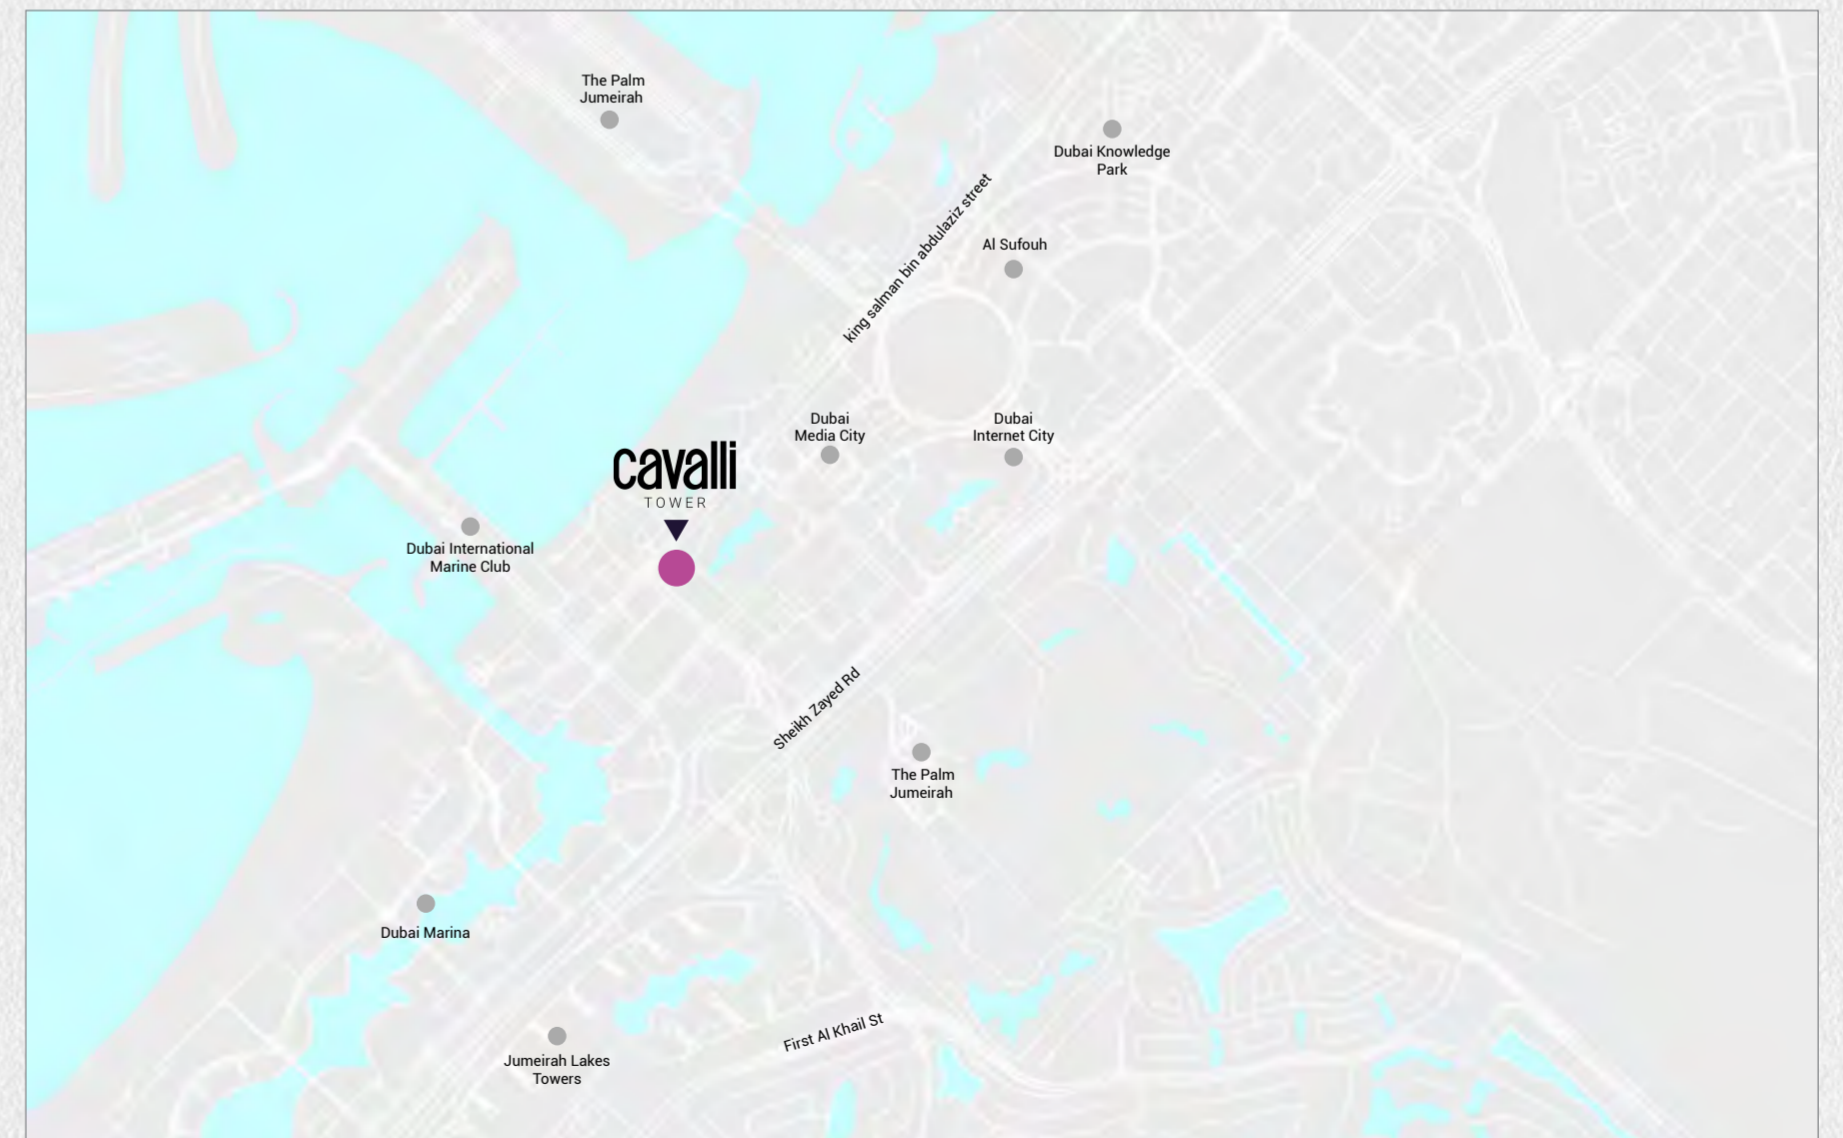 The Palm
Jumeirah
Dubai Knowledge
Park
king salman bin abdulaziz street
Al Sufouh
Dubai
Media City
Dubai
Internet City
cavalli
TOWER
Dubai International
Marine Club
Sheikh Zayed Rd
The Palm
Jumeirah
Dubai Marina
First Al Khail St
Jumeirah Lakes
Towers